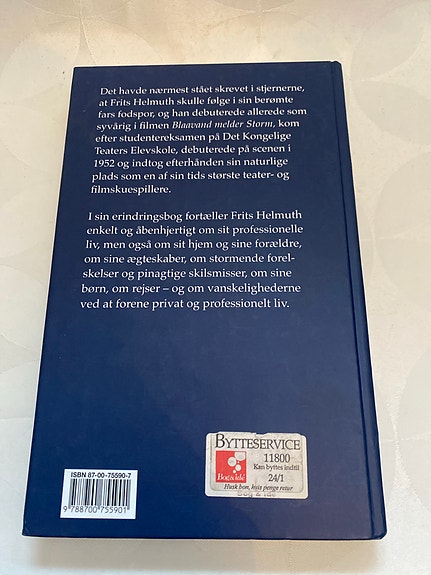 Det havde nærmest stået skrevet i stjernerne,
at Frits Helmuth skulle følge i sin berømte
fars fodspor, og han debuterede allerede som
syvårig i filmen Blaavand melder Storm, kom
efter studentereksamen på Det Kongelige
Teaters Elevskole, debuterede på scenen i
1952 og indtog efterhånden sin naturlige
plads som en af sin tids største teater- og
filmskuespillere.
I sin erindringsbog fortæller Frits Helmuth
enkelt og åbenhjertigt om sit professionelle
liv, men også om sit hjem og sine forældre,
om sine ægteskaber, om stormende forel-
skelser og pinagtige skilsmisser, om sine
børn, om rejser – og om vanskelighederne
ved at forene privat og professionelt liv.
ISBN 87-00-75590-7
9 788700 755901
BYTTESERVICE
11800
Kan byttes indtil
24/1
Bog & idé
Husk bon, hvis penge retur